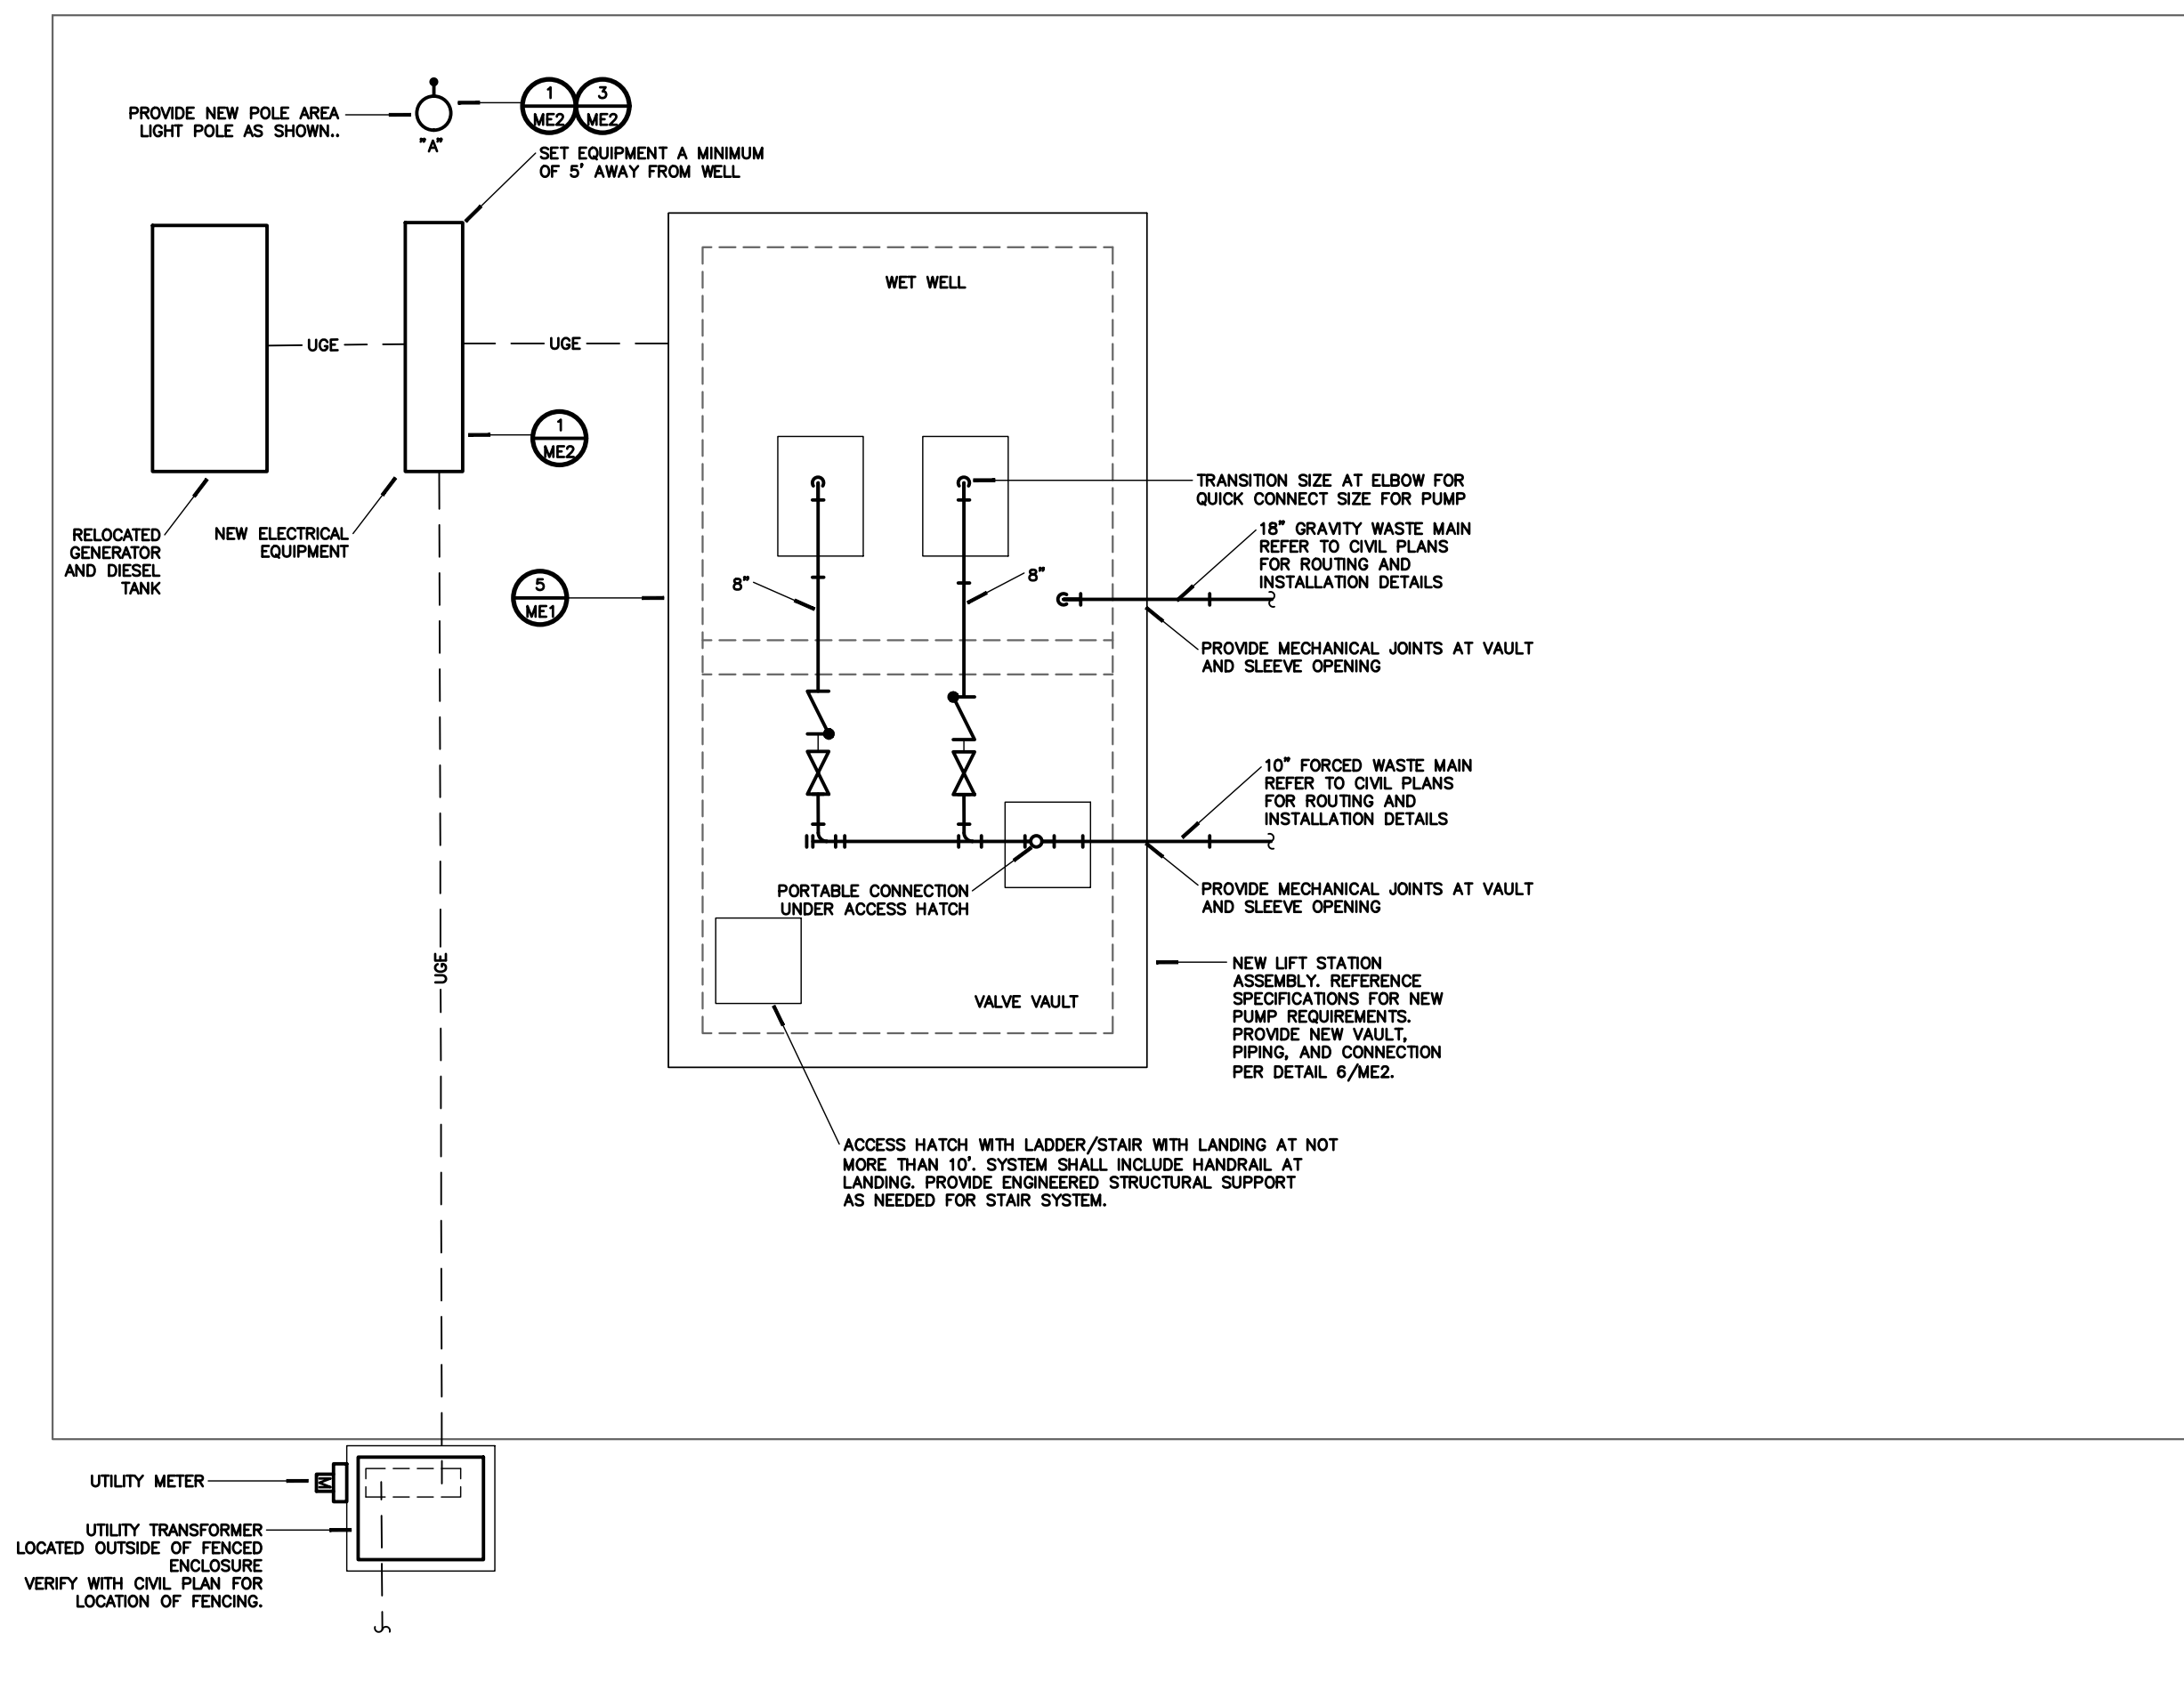 PROVIDE NEW POLE AREA
LIGHT POLE AS SHOWN..
"A"
1
ME2
3
ME2
SET EQUIPMENT A MINIMUM
OF 5' AWAY FROM WELL
WET WELL
UGE
UGE
1
ME2
RELOCATED
GENERATOR
AND DIESEL
TANK
NEW ELECTRICAL
EQUIPMENT
5
ME1
8"
8"
TRANSITION SIZE AT ELBOW FOR
QUICK CONNECT SIZE FOR PUMP
18" GRAVITY WASTE MAIN
REFER TO CIVIL PLANS
FOR ROUTING AND
INSTALLATION DETAILS
PROVIDE MECHANICAL JOINTS AT VAULT
AND SLEEVE OPENING
10" FORCED WASTE MAIN
REFER TO CIVIL PLANS
FOR ROUTING AND
INSTALLATION DETAILS
PORTABLE CONNECTION
UNDER ACCESS HATCH
PROVIDE MECHANICAL JOINTS AT VAULT
AND SLEEVE OPENING
UGE
VALVE VAULT
NEW LIFT STATION
ASSEMBLY. REFERENCE
SPECIFICATIONS FOR NEW
PUMP REQUIREMENTS.
PROVIDE NEW VAULT,
PIPING, AND CONNECTION
PER DETAIL 6/ME2.
ACCESS HATCH WITH LADDER/STAIR WITH LANDING AT NOT
MORE THAN 10'. SYSTEM SHALL INCLUDE HANDRAIL AT
LANDING. PROVIDE ENGINEERED STRUCTURAL SUPPORT
AS NEEDED FOR STAIR SYSTEM.
UTILITY METER
M
UTILITY TRANSFORMER
LOCATED OUTSIDE OF FENCED
ENCLOSURE
VERIFY WITH CIVIL PLAN FOR
LOCATION OF FENCING.